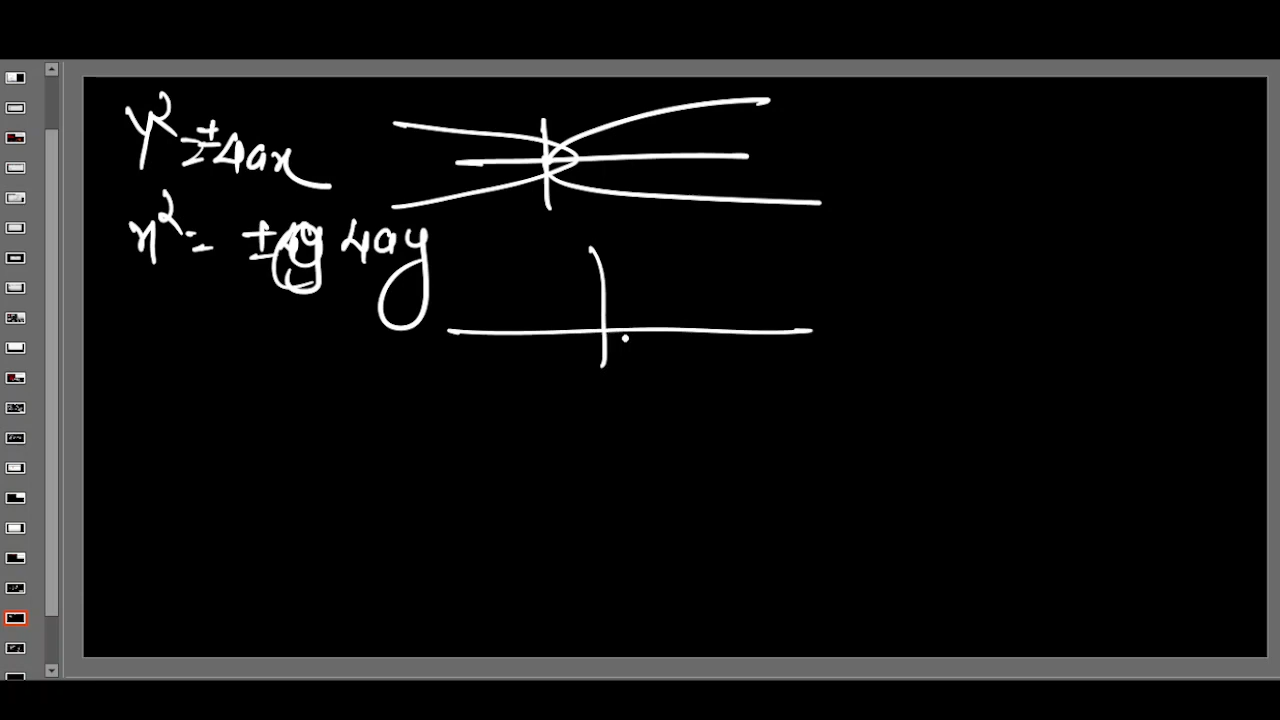 y² = ±4ax
x² = ± 4ay